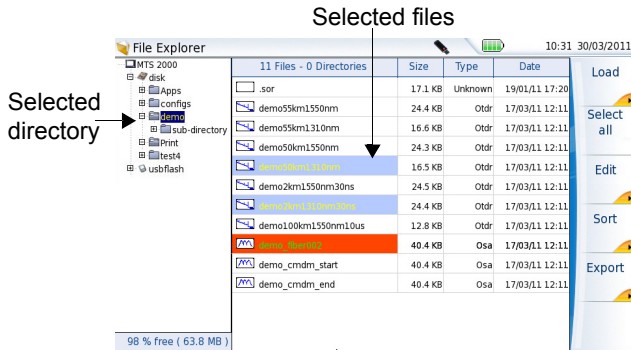 Selected files
File Explorer
10:31 30/03/2011
MTS 2000
disk
Apps
configs
demo
sub-directory
Print
test4
usbflash
98 % free ( 63.8 MB )
Selected
directory
11 Files - 0 Directories Size Type Date
.sor 17.1 KB Unknown 19/01/11 17:20
demo55km1550nm 24.4 KB Otdr 17/03/11 12:11
demo55km1310nm 16.6 KB Otdr 17/03/11 12:11
demo50km1550nm 24.3 KB Otdr 17/03/11 12:11
demo50km1310nm 16.5 KB Otdr 17/03/11 12:11
demo2km1550nm30ns 24.5 KB Otdr 17/03/11 12:11
demo2km1310nm30ns 24.4 KB Otdr 17/03/11 12:11
demo100km1550nm10us 12.8 KB Otdr 17/03/11 12:11
demo_fiber002 40.4 KB Osa 17/03/11 12:11
demo_cmdm_start 40.4 KB Osa 17/03/11 12:11
demo_cmdm_end 40.4 KB Osa 17/03/11 12:11
Load
Select
all
Edit
Sort
Export